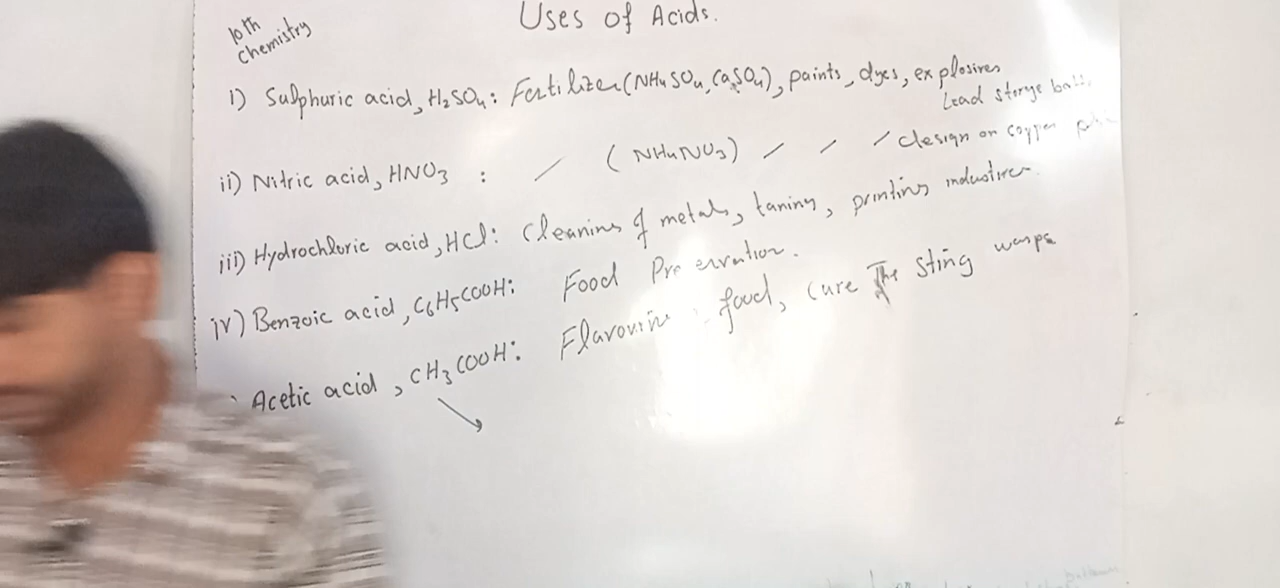 10th
chemistry
Uses of Acids.
i) Sulphuric acid, H2SO4: Fertilizer (NH4SO4, CaSO4), paints, dyes, explosives
Lead storge
ii) Nitric acid, HNO3 : / (NH4NO3) / / / design on copper
iii) Hydrochloric acid, HCl: Cleaning of metals, taning, printing industires.
iv) Benzoic acid, C6H5COOH: Food Preservation.
Acetic acid, CH3COOH: Flavouring food, cure The sting wasps